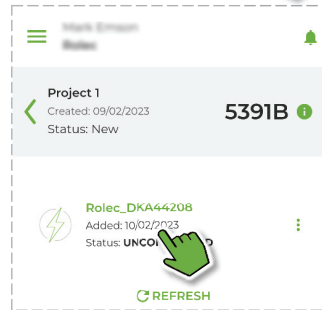 Project 1
Created: 09/02/2023
Status: New
5391B
Rolec_DKA44208
Added: 10/02/2023
Status:
REFRESH